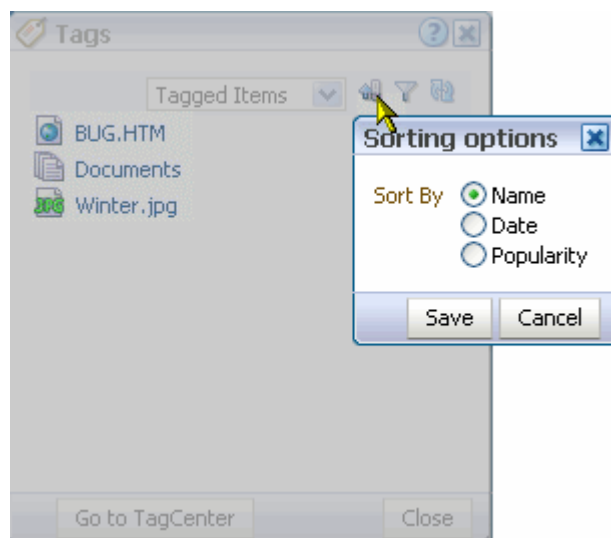 Tags
Tagged Items
BUG.HTM
Documents
JPG
Winter.jpg
Sorting options
Sort By
Name
Date
Popularity
Save
Cancel
Go to TagCenter
Close